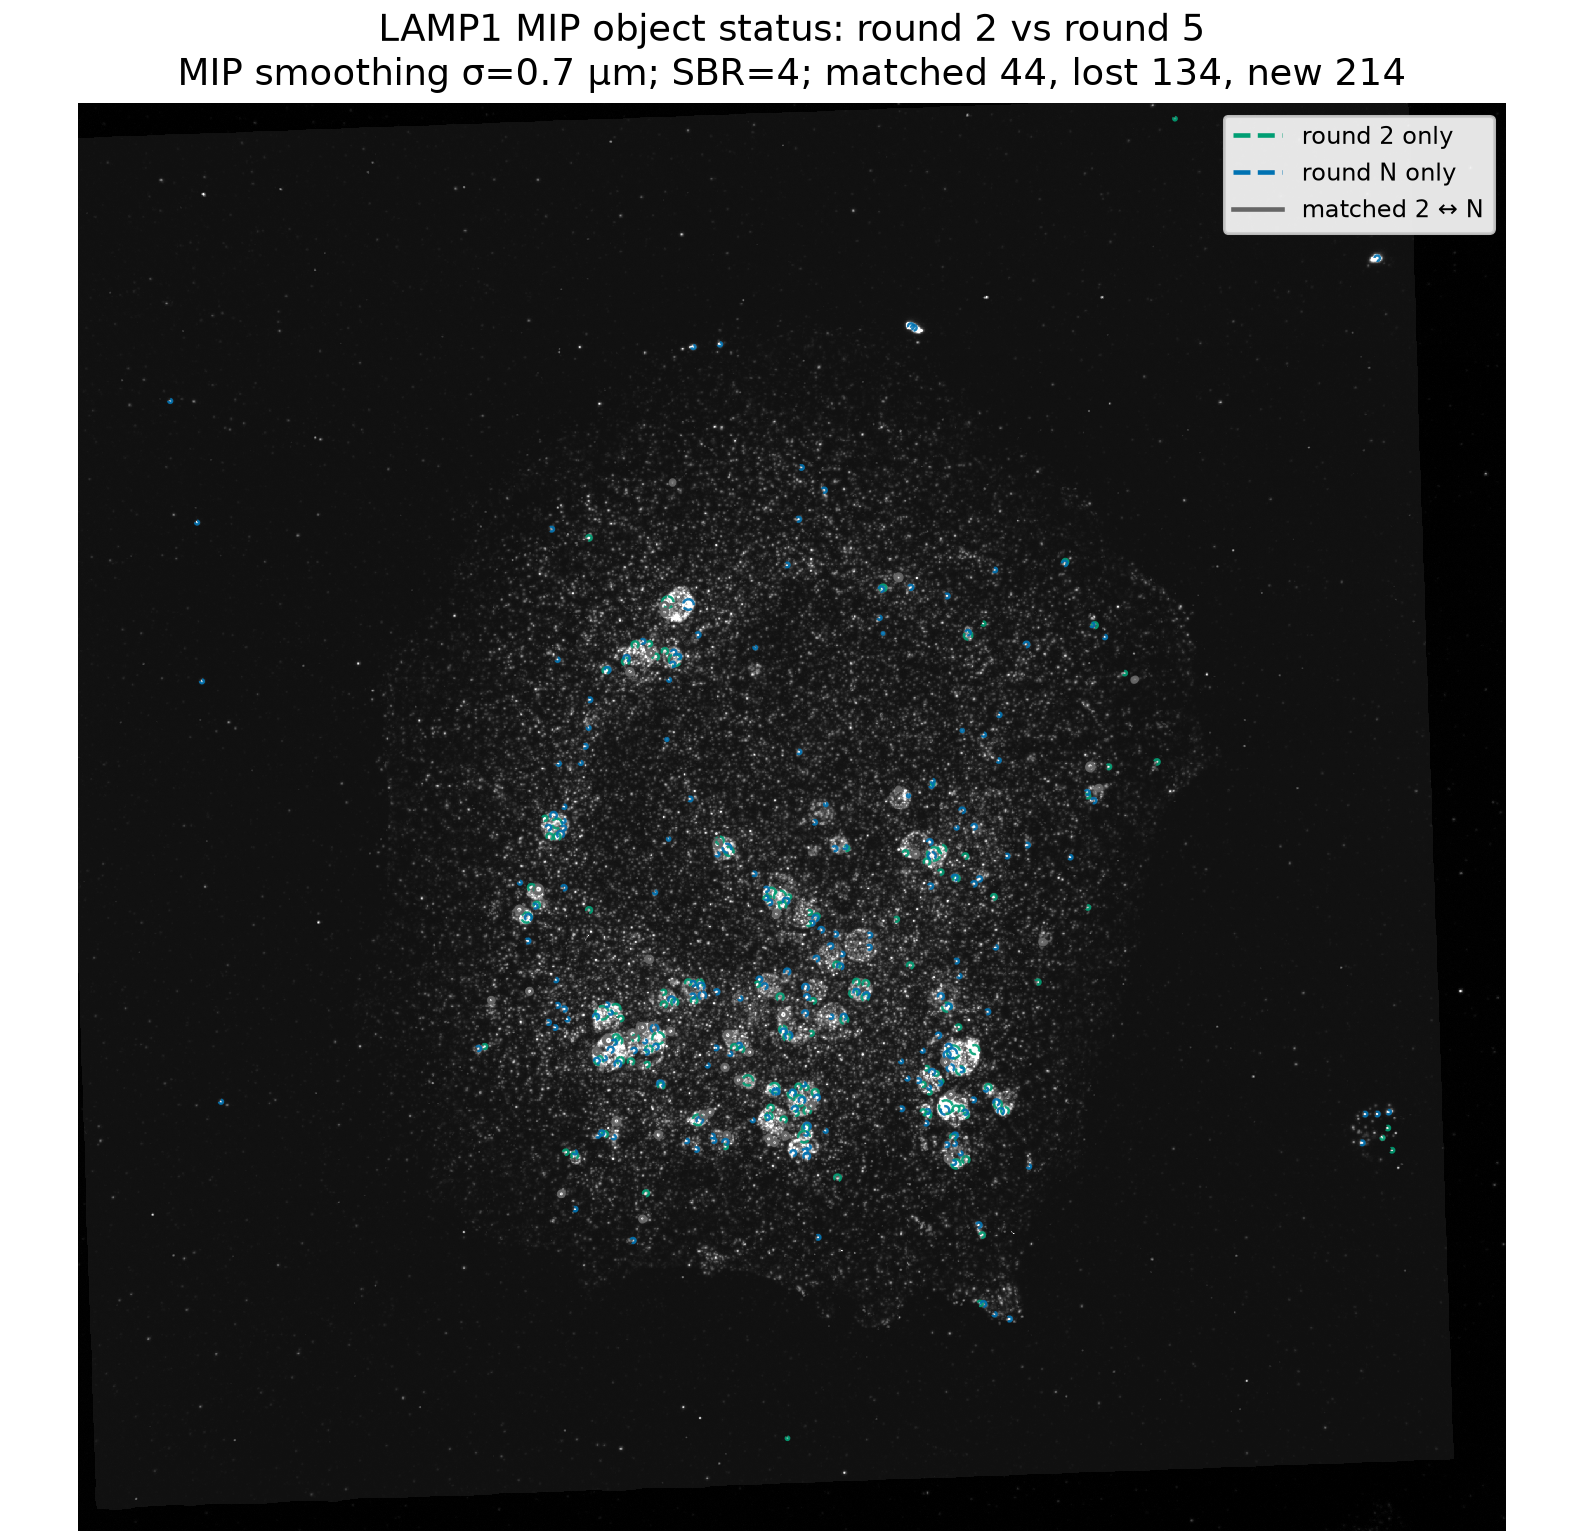 LAMP1 MIP object status: round 2 vs round 5
MIP smoothing σ=0.7 µm; SBR=4; matched 44, lost 134, new 214
round 2 only
round N only
matched 2 ↔ N